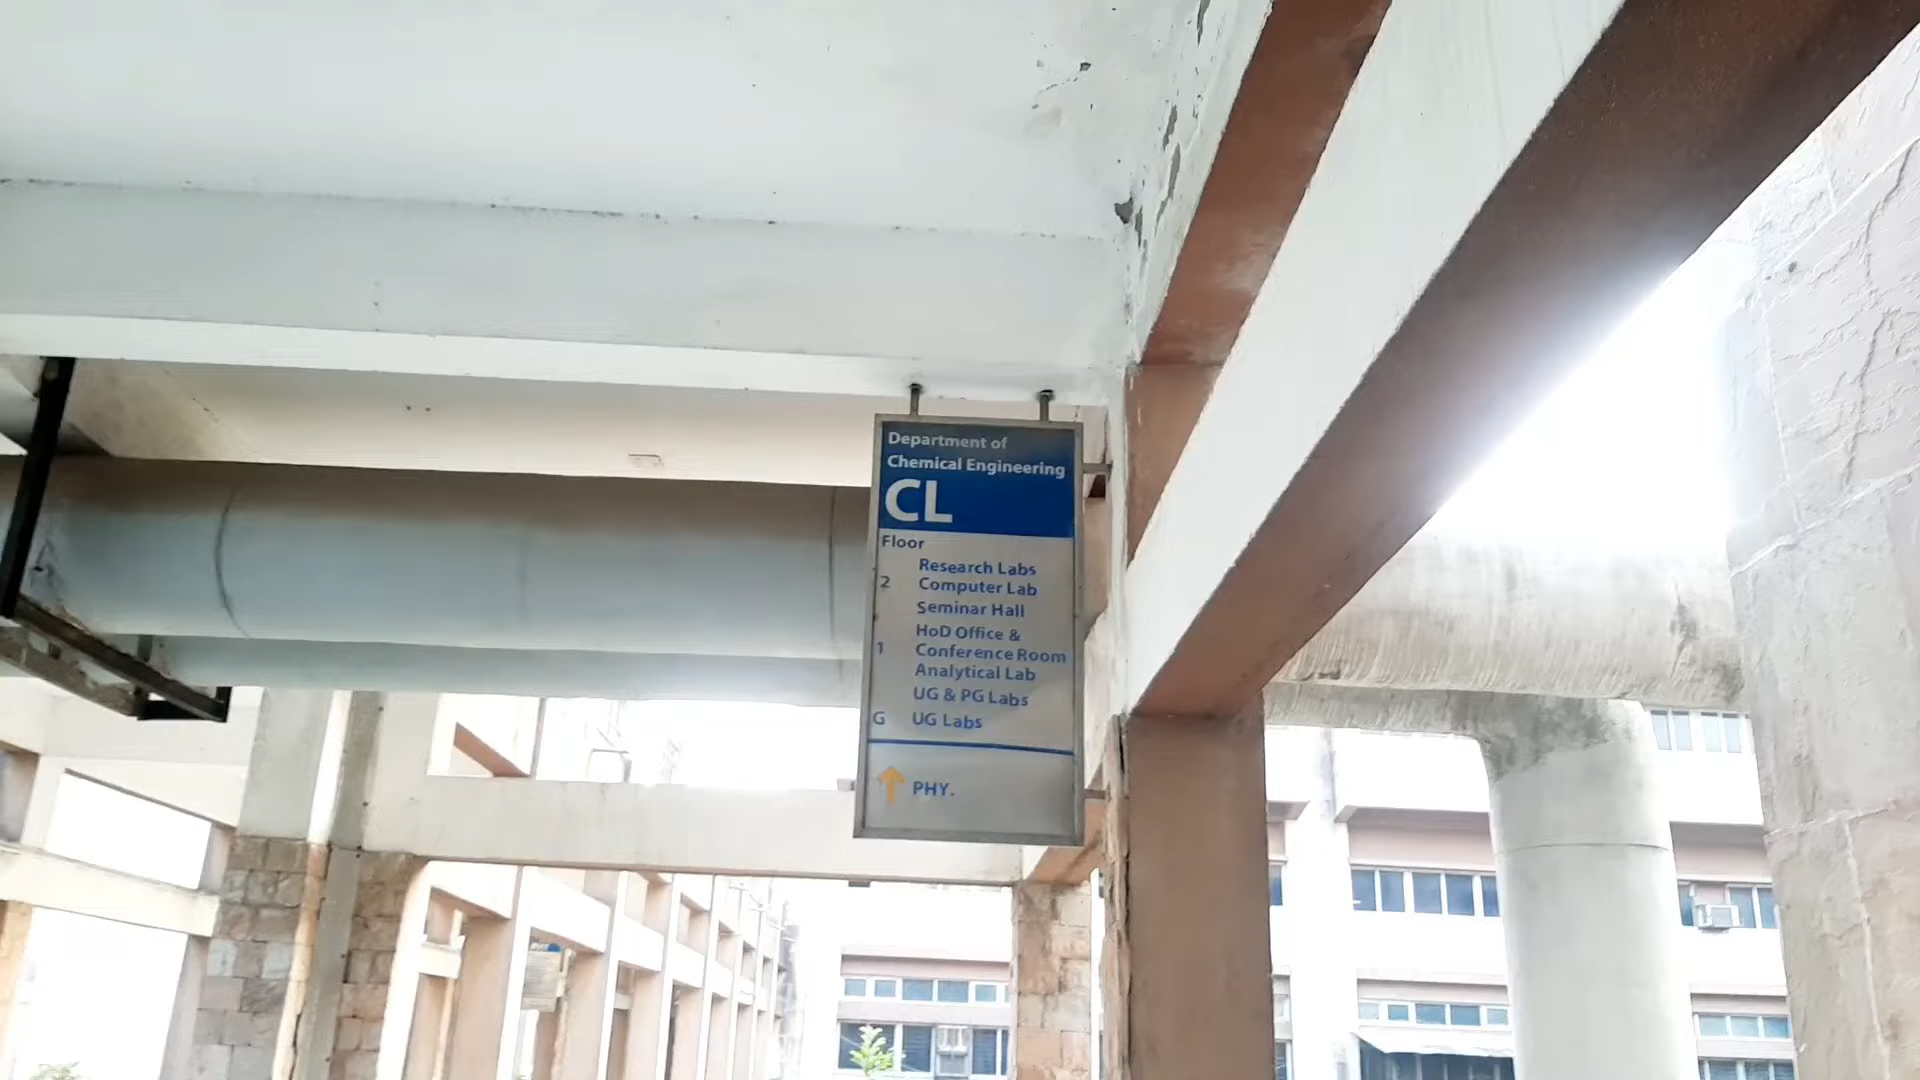 Department of
Chemical Engineering
CL
Floor
Research Labs
2 Computer Lab
Seminar Hall
HoD Office &
1 Conference Room
Analytical Lab
UG & PG Labs
G UG Labs
PHY.